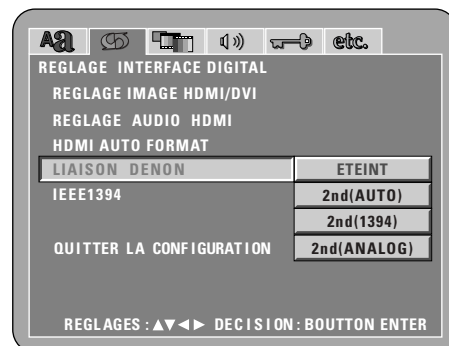 Aa etc.
REGLAGE INTERFACE DIGITAL
REGLAGE IMAGE HDMI/DVI
REGLAGE AUDIO HDMI
HDMI AUTO FORMAT
LIAISON DENON ETEINT
IEEE1394 2nd(AUTO)
2nd(1394)
QUITTER LA CONFIGURATION 2nd(ANALOG)
REGLAGES :▲▼◄► DECISION : BOUTTON ENTER